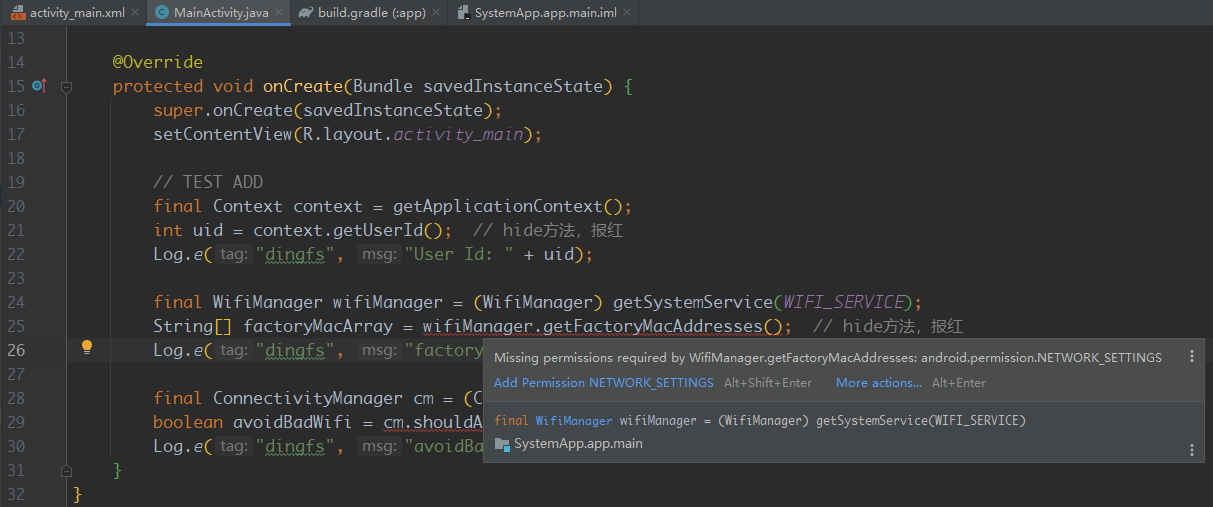 activity_main.xml MainActivity.java build.gradle (:app) SystemApp.app.main.iml
13
14 @Override
15 protected void onCreate(Bundle savedInstanceState) {
16 super.onCreate(savedInstanceState);
17 setContentView(R.layout.activity_main);
18
19 // TEST ADD
20 final Context context = getApplicationContext();
21 int uid = context.getUserId(); // hide方法，报红
22 Log.e( tag: "dingfs", msg: "User Id: " + uid);
23
24 final WifiManager wifiManager = (WifiManager) getSystemService(WIFI_SERVICE);
25 String[] factoryMacArray = wifiManager.getFactoryMacAddresses(); // hide方法，报红
26 Log.e( tag: "dingfs", msg: "factory
Missing permissions required by WifiManager.getFactoryMacAddresses: android.permission.NETWORK_SETTINGS
27
Add Permission NETWORK_SETTINGS Alt+Shift+Enter More actions... Alt+Enter
28 final ConnectivityManager cm = (C
29 boolean avoidBadWifi = cm.shouldA
final WifiManager wifiManager = (WifiManager) getSystemService(WIFI_SERVICE)
30 Log.e( tag: "dingfs", msg: "avoidBa
SystemApp.app.main
31 }
32 }